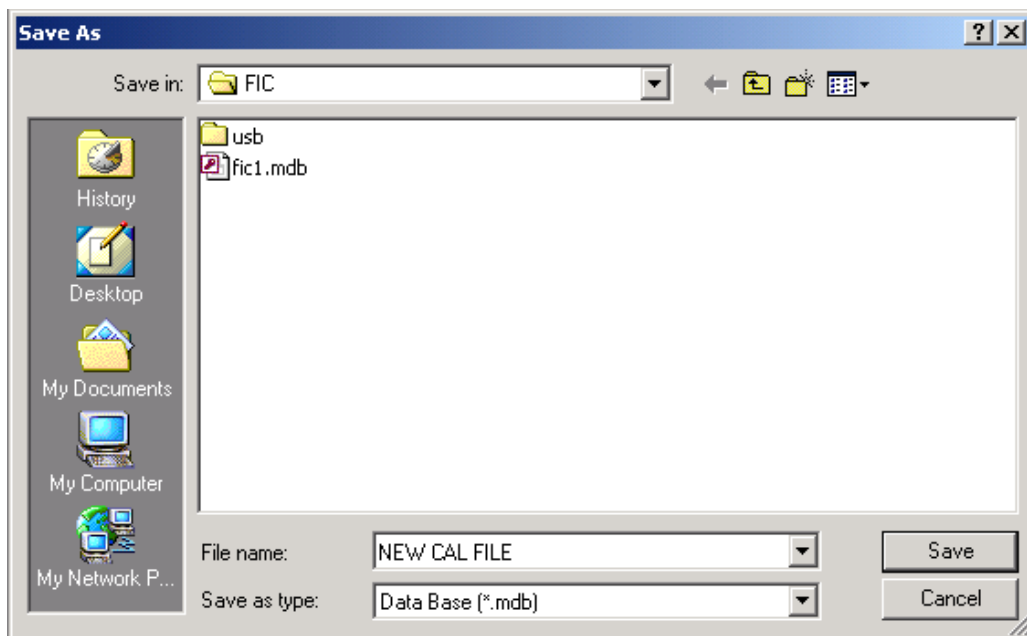 Save As
Save in: FIC
usb
fic1.mdb
History
Desktop
My Documents
My Computer
My Network P...
File name: NEW CAL FILE Save
Save as type: Data Base (*.mdb) Cancel